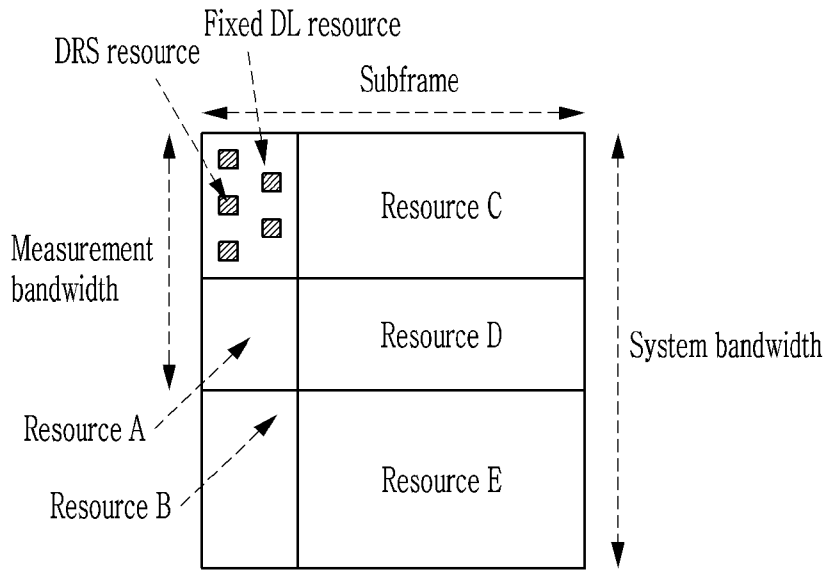 Fixed DL resource
DRS resource
Subframe
Resource C
Measurement
bandwidth
Resource D
System bandwidth
Resource A
Resource B
Resource E